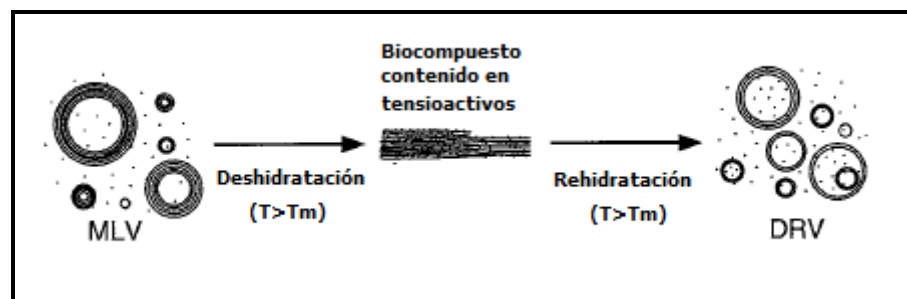 Biocompuesto
contenido en
tensioactivos
Deshidratación
(T>Tm)
Rehidratación
(T>Tm)
MLV
DRV